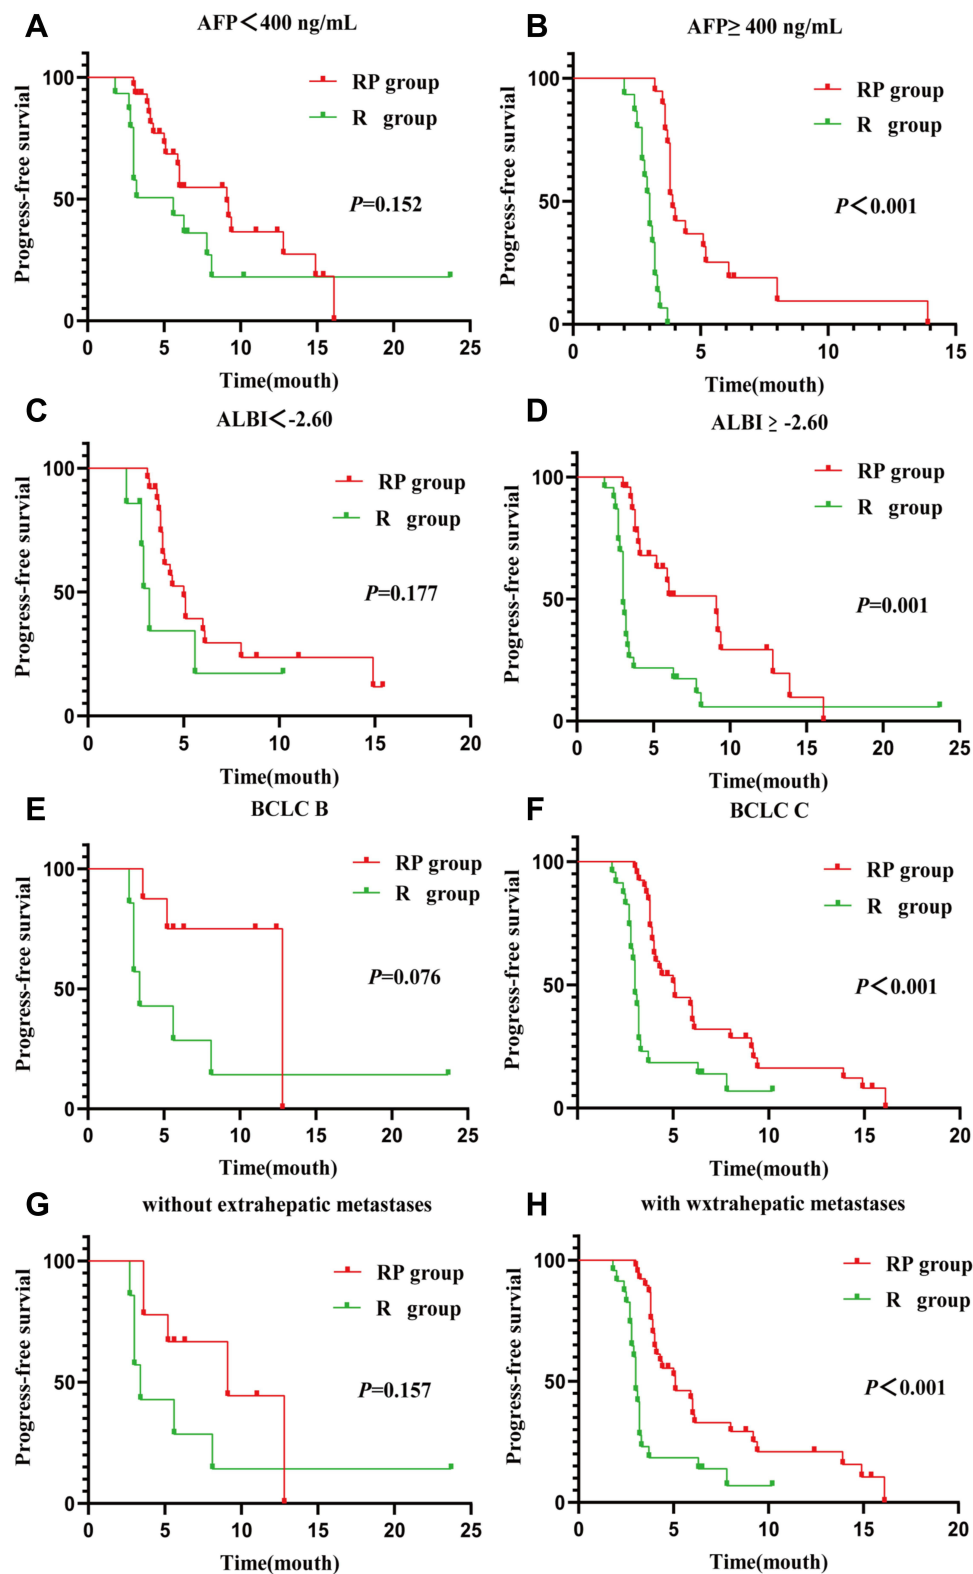 A
AFP<400 ng/mL
Progress-free survial
100
50
0
RP group
R group
P=0.152
0 5 10 15 20 25
Time(mouth)
B
AFP≥ 400 ng/mL
Progress-free survial
100
50
0
RP group
R group
P<0.001
0 5 10 15
Time(mouth)
C
ALBI<-2.60
Progress-free survial
100
50
0
RP group
R group
P=0.177
0 5 10 15 20
Time(mouth)
D
ALBI ≥ -2.60
Progress-free survial
100
50
0
RP group
R group
P=0.001
0 5 10 15 20 25
Time(mouth)
E
BCLC B
Progress-free survial
100
50
0
RP group
R group
P=0.076
0 5 10 15 20 25
Time(mouth)
F
BCLC C
Progress-free survial
100
50
0
RP group
R group
P<0.001
5 10 15 20
Time(mouth)
G
without extrahepatic metastases
Progress-free survial
100
50
0
RP group
R group
P=0.157
0 5 10 15 20 25
Time(mouth)
H
with wxtrahepatic metastases
Progress-free survial
100
50
0
RP group
R group
P<0.001
0 5 10 15 20
Time(mouth)